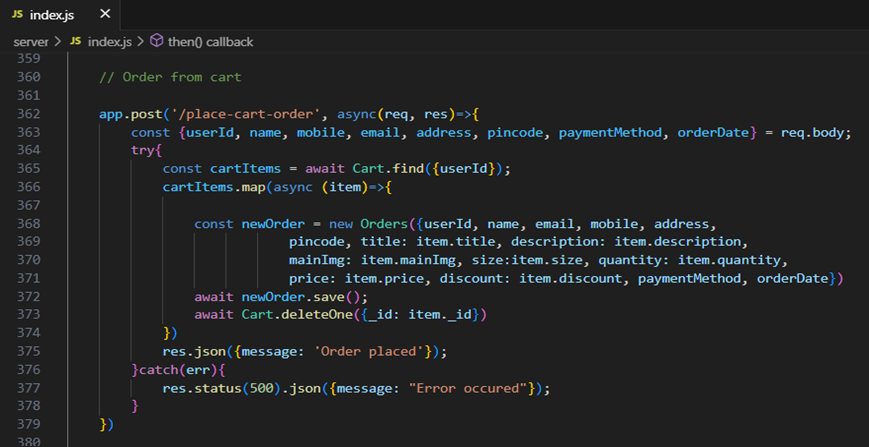 JS index.js ×
server > JS index.js > then() callback
359
360 // Order from cart
361
362 app.post('/place-cart-order', async(req, res)=>{
363 const {userId, name, mobile, email, address, pincode, paymentMethod, orderDate} = req.body;
364 try{
365 const cartItems = await Cart.find({userId});
366 cartItems.map(async (item)=>{
367
368 const newOrder = new Orders({userId, name, email, mobile, address,
369 pincode, title: item.title, description: item.description,
370 mainImg: item.mainImg, size:item.size, quantity: item.quantity,
371 price: item.price, discount: item.discount, paymentMethod, orderDate})
372 await newOrder.save();
373 await Cart.deleteOne({_id: item._id})
374 })
375 res.json({message: 'Order placed'});
376 }catch(err){
377 res.status(500).json({message: "Error occured"});
378 }
379 })
380